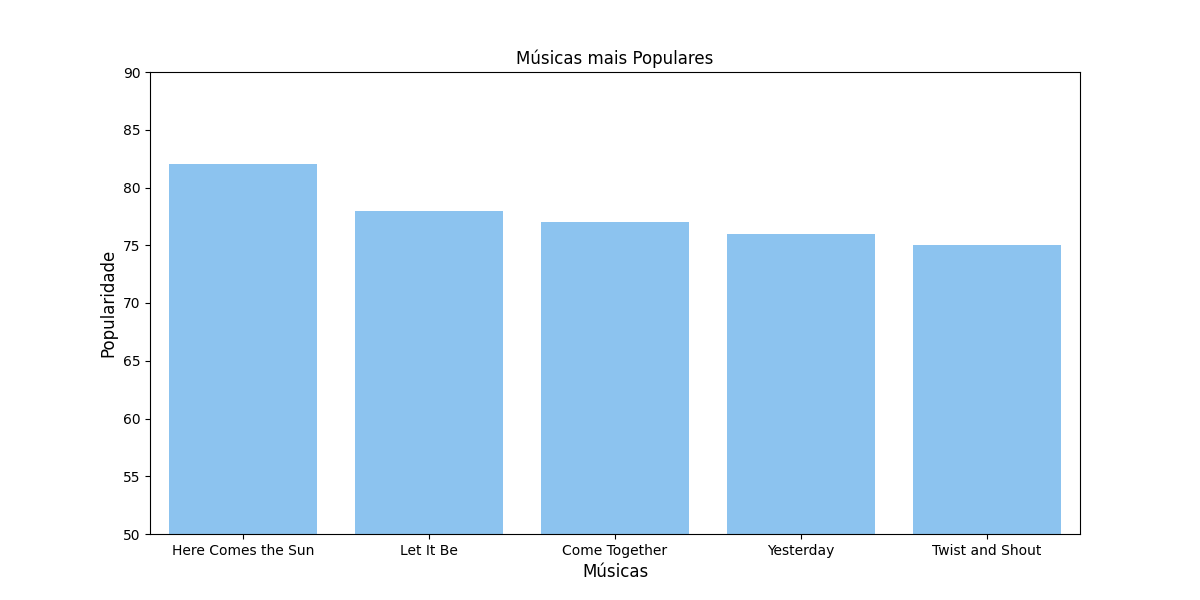 Músicas mais Populares
90
85
80
75
70
65
60
55
50
Popularidade
Here Comes the Sun
Let It Be
Come Together
Yesterday
Twist and Shout
Músicas